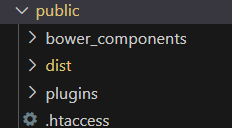 public
bower_components
dist
plugins
.htaccess